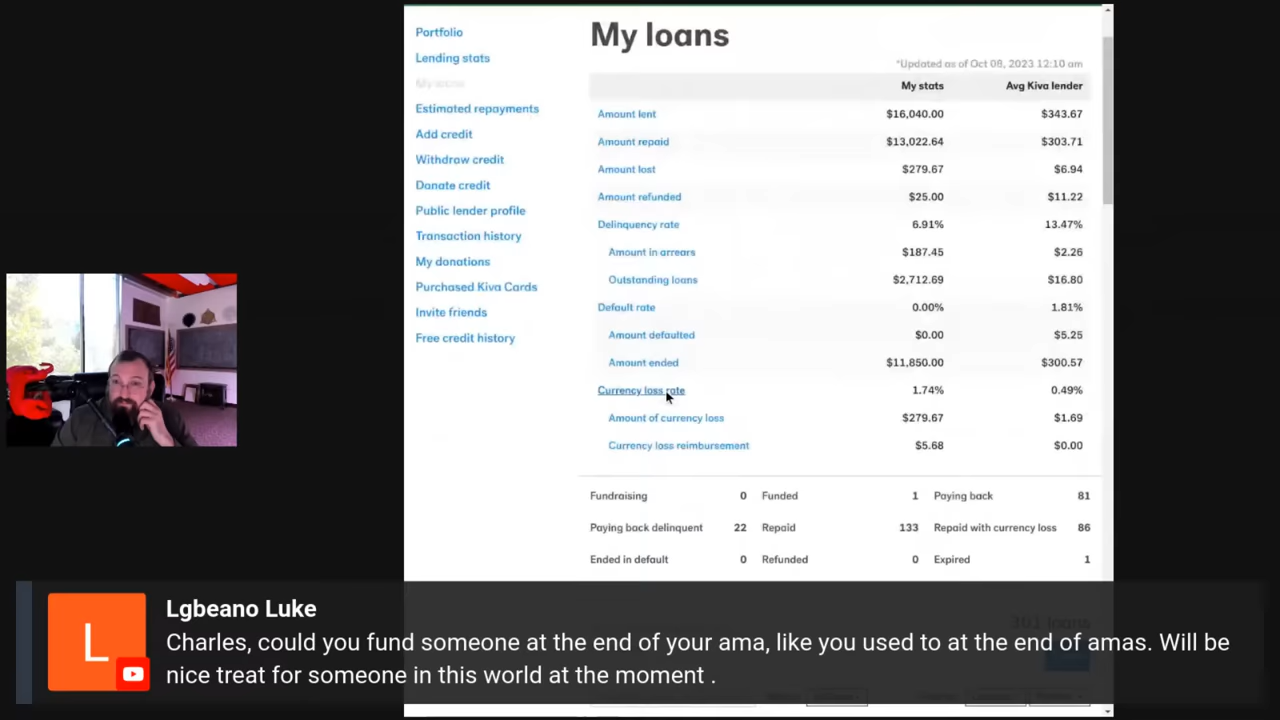 My loans
Portfolio
Lending stats
My loans
Estimated repayments
Add credit
Withdraw credit
Donate credit
Public lender profile
Transaction history
My donations
Purchased Kiva Cards
Invite friends
Free credit history
*Updated as of Oct 08, 2023 12:10 am
My stats Avg Kiva lender
Amount lent $16,040.00 $343.67
Amount repaid $13,022.64 $303.71
Amount lost $279.67 $6.94
Amount refunded $25.00 $11.22
Delinquency rate 6.91% 13.47%
Amount in arrears $187.45 $2.26
Outstanding loans $2,712.69 $16.80
Default rate 0.00% 1.81%
Amount defaulted $0.00 $5.25
Amount ended $11,850.00 $300.57
Currency loss rate 1.74% 0.49%
Amount of currency loss $279.67 $1.69
Currency loss reimbursement $5.68 $0.00
Fundraising 0 Funded 1 Paying back 81
Paying back delinquent 22 Repaid 133 Repaid with currency loss 86
Ended in default 0 Refunded 0 Expired 1
301 loans
L
Lgbeano Luke
Charles, could you fund someone at the end of your ama, like you used to at the end of amas. Will be
nice treat for someone in this world at the moment .